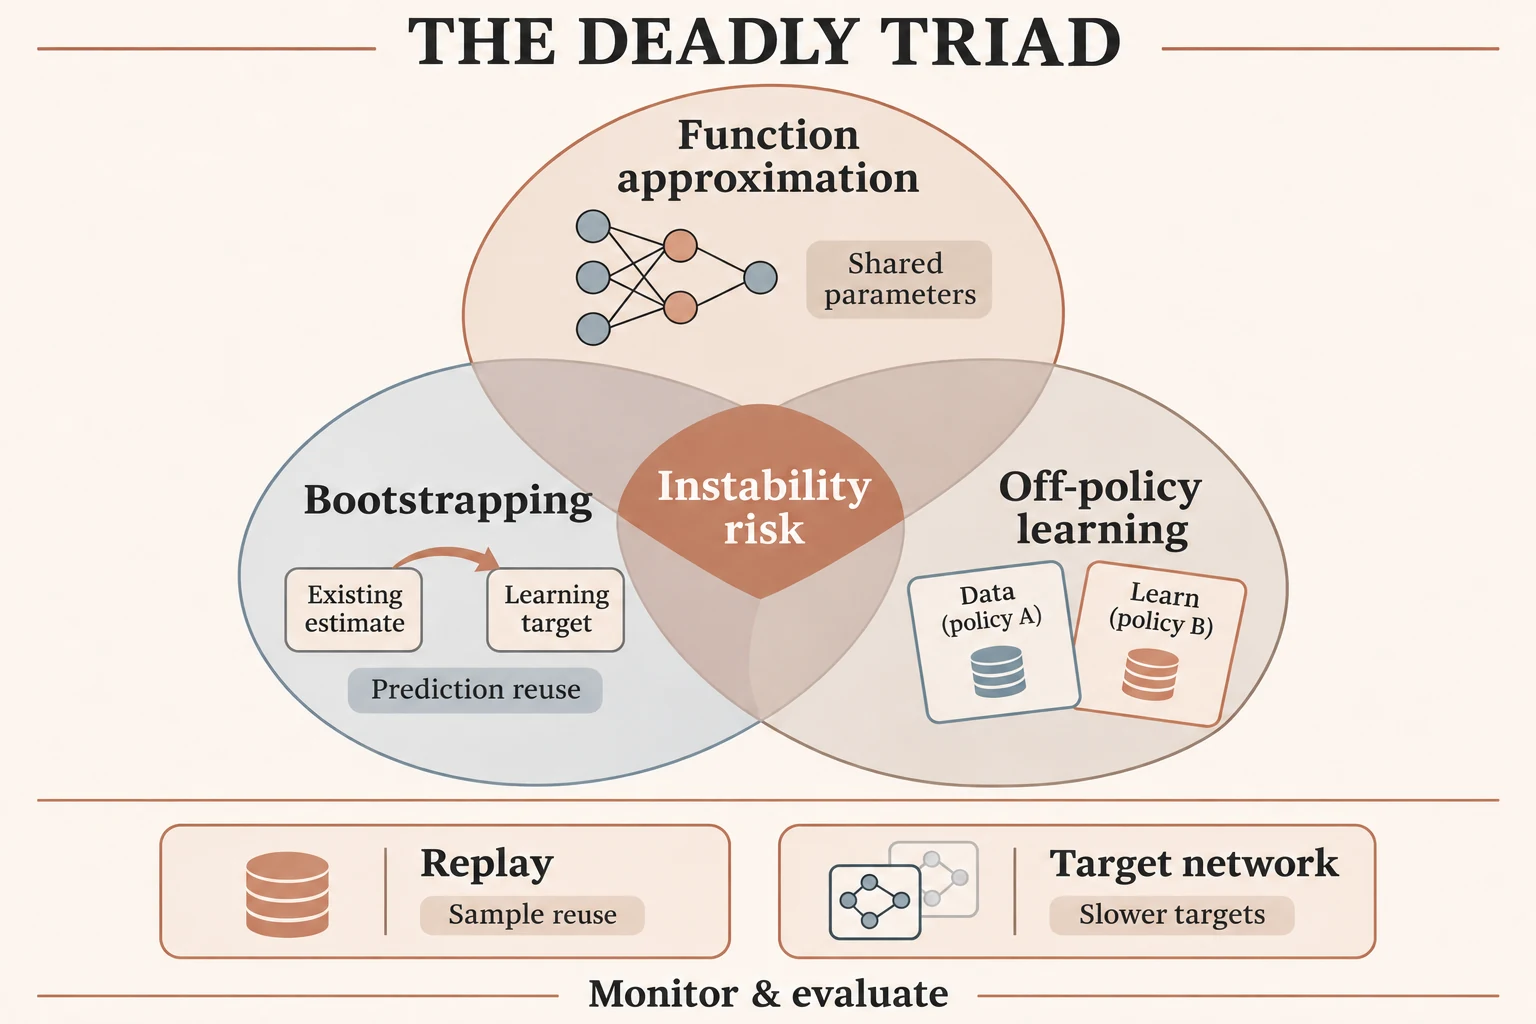 THE DEADLY TRIAD
Function
approximation
Shared
parameters
Instability
risk
Bootstrapping
Existing
estimate
Learning
target
Prediction reuse
Off-policy
learning
Data
(policy A)
Learn
(policy B)
Replay
Sample reuse
Target network
Slower targets
Monitor & evaluate